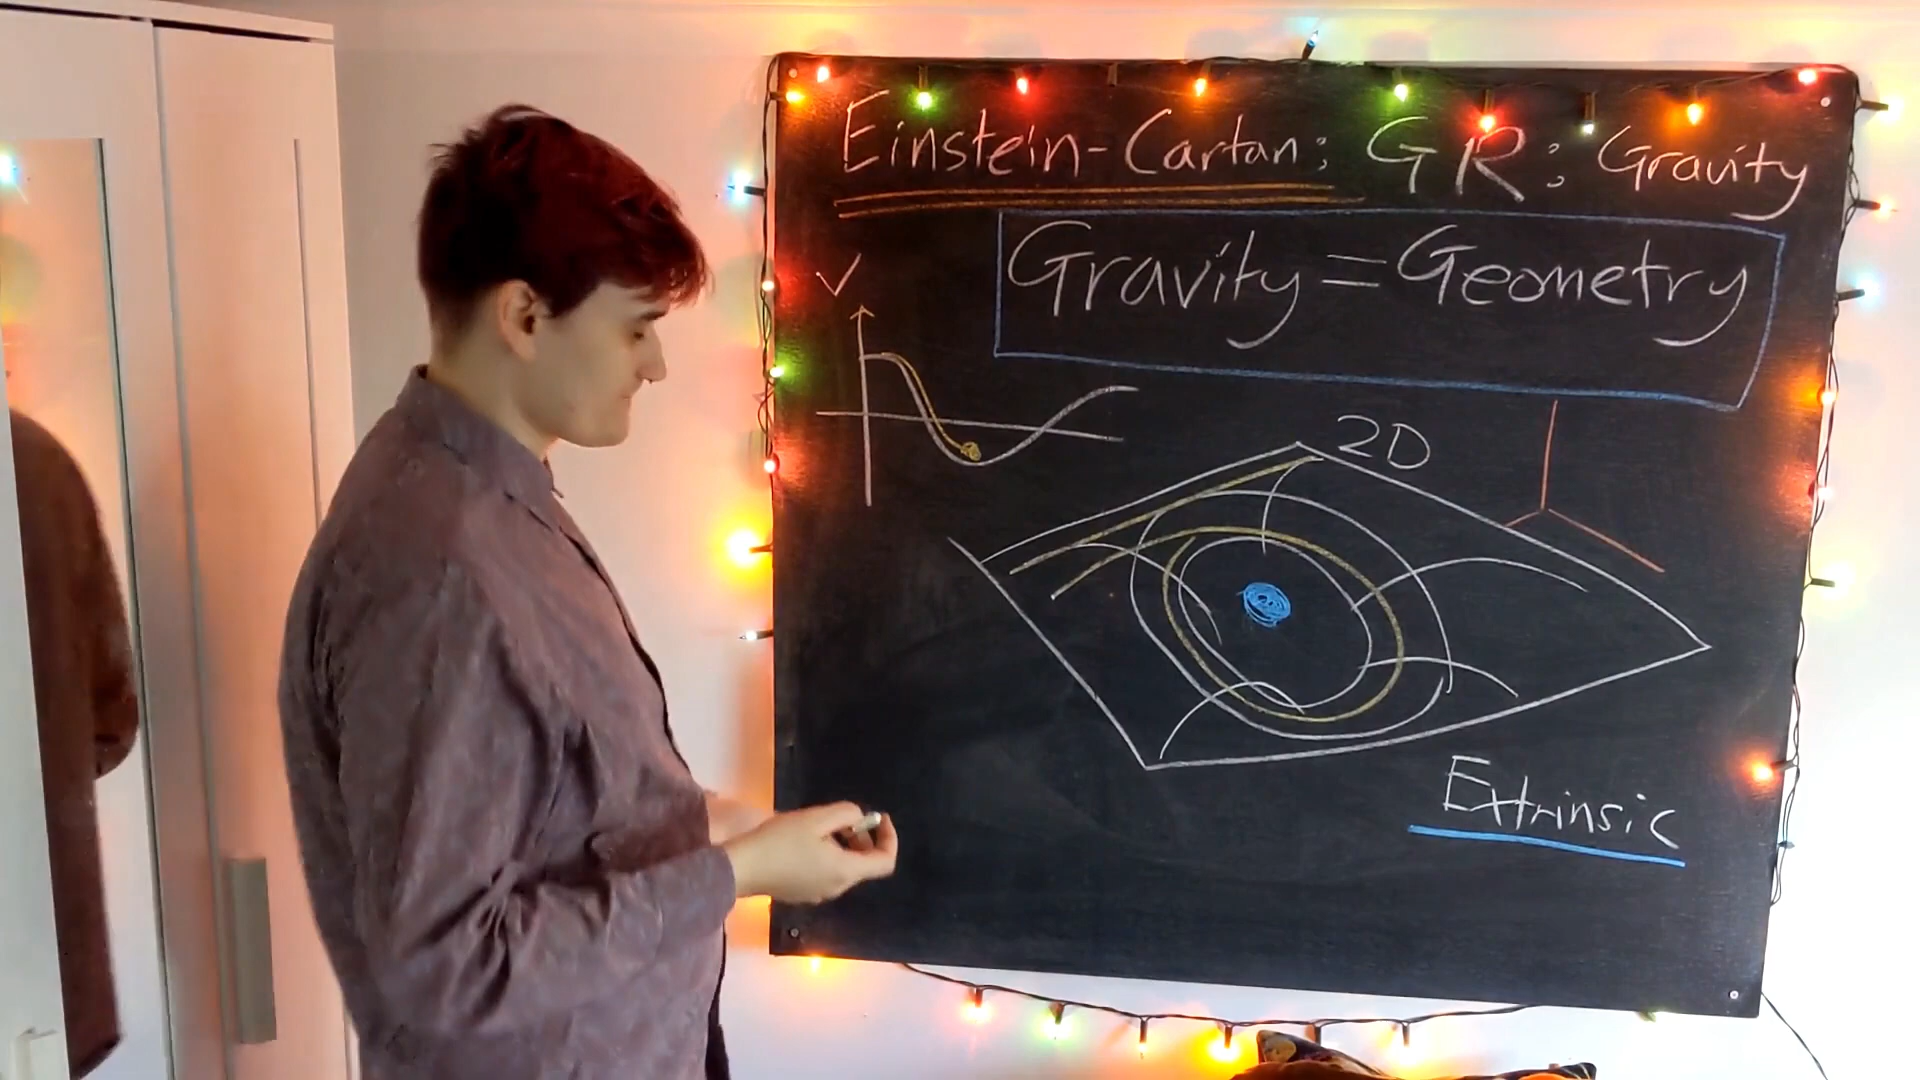 Einstein-Cartan: GR: Gravity
Gravity = Geometry
V
2D
Extrinsic